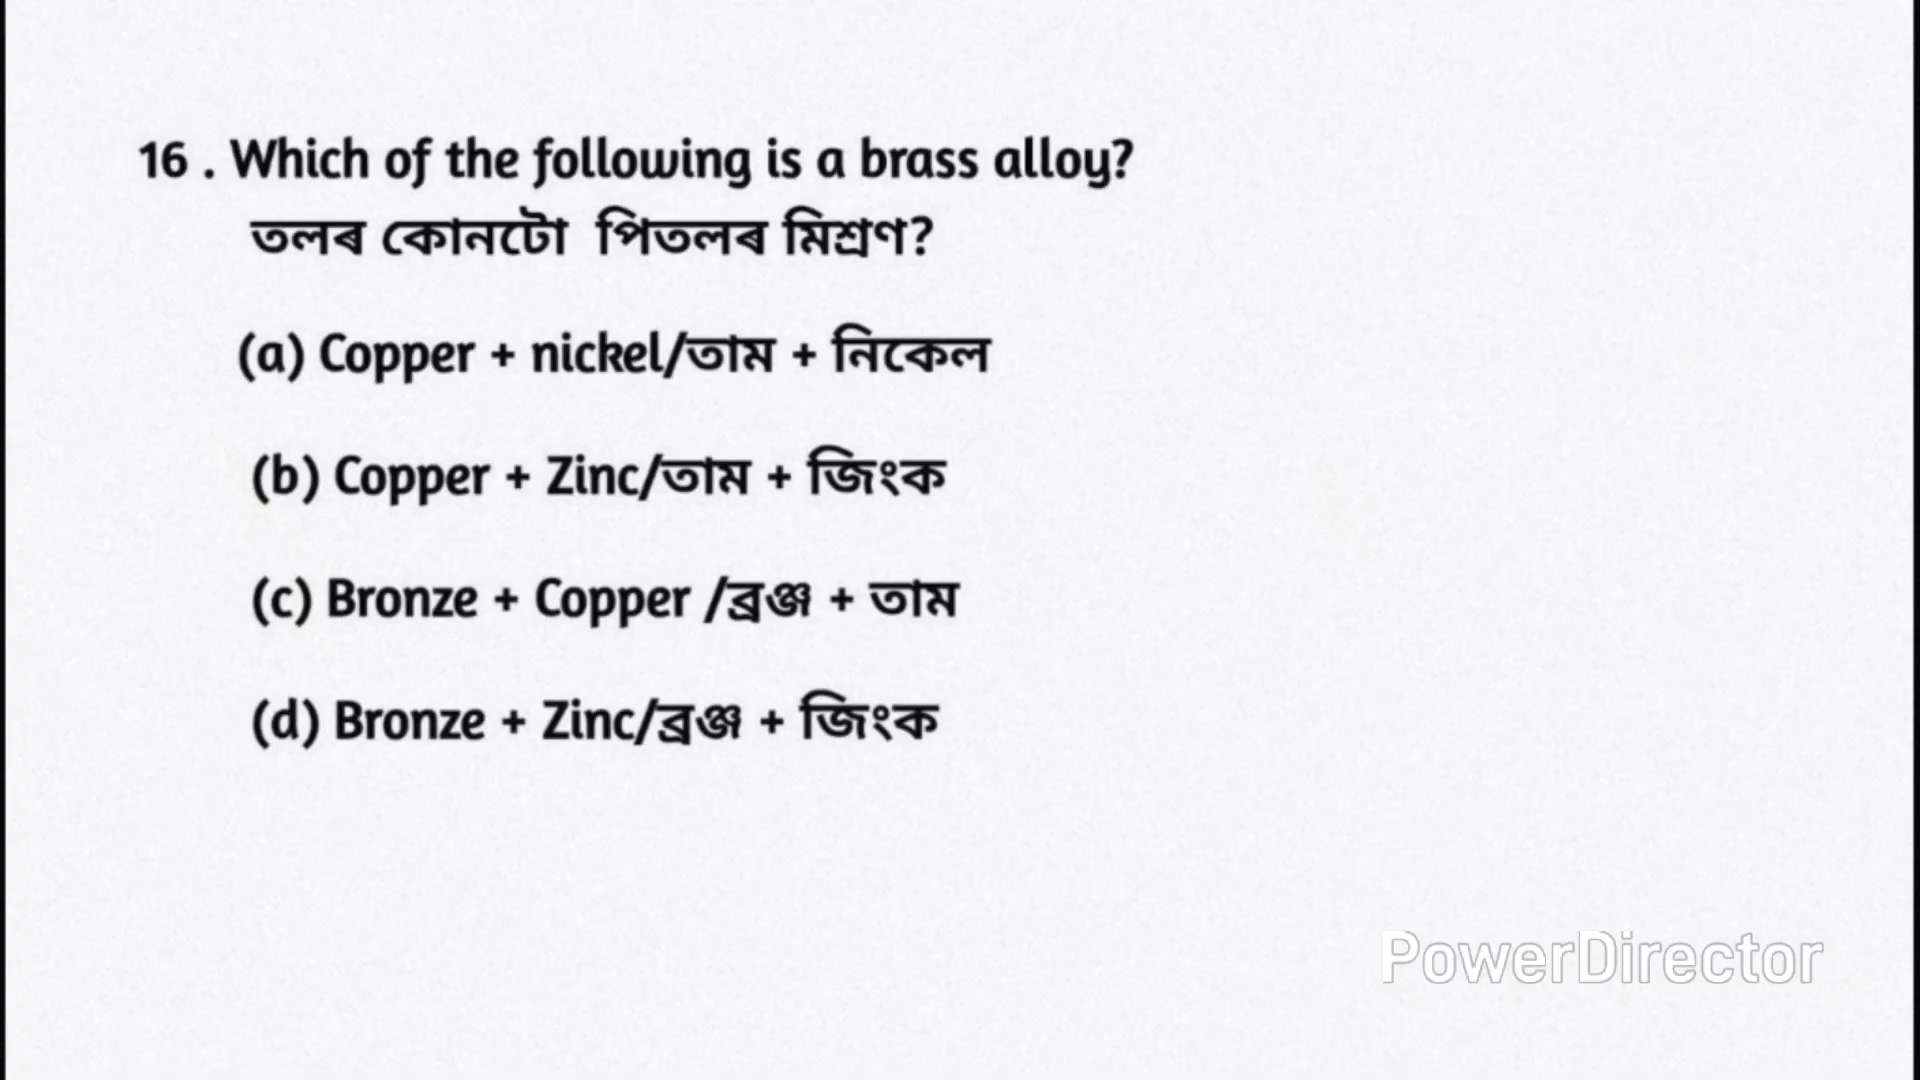 16 . Which of the following is a brass alloy?
তলৰ কোনটো পিতলৰ মিশ্ৰণ?
(a) Copper + nickel/তাম + নিকেল
(b) Copper + Zinc/তাম + জিংক
(c) Bronze + Copper /ব্ৰঞ্জ + তাম
(d) Bronze + Zinc/ব্ৰঞ্জ + জিংক
PowerDirector